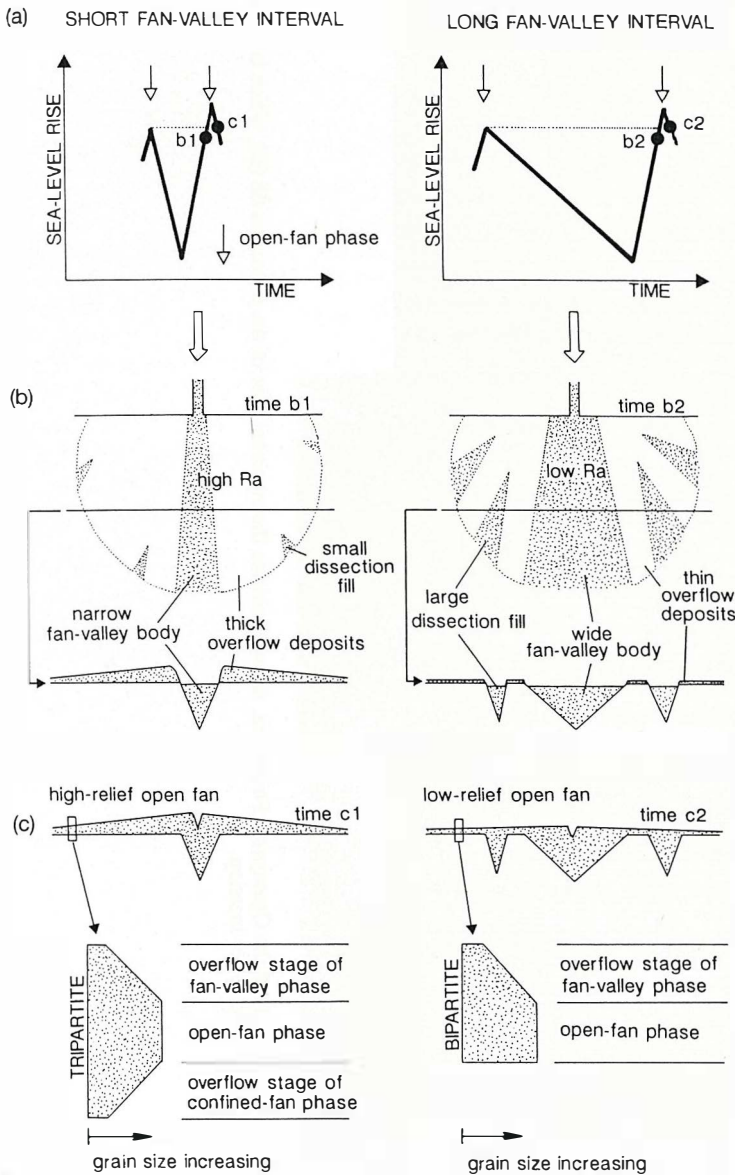 (a)
SHORT FAN-VALLEY INTERVAL
LONG FAN-VALLEY INTERVAL
SEA-LEVEL RISE
b1
c1
open-fan phase
TIME
SEA-LEVEL RISE
b2
c2
TIME
(b)
time b1
high Ra
small
dissection
fill
narrow
fan-valley body
thick
overflow deposits
time b2
low Ra
large
dissection fill
wide
fan-valley body
thin
overflow
deposits
(c)
high-relief open fan
time c1
low-relief open fan
time c2
TRIPARTITE
overflow stage of
fan-valley phase
open-fan phase
overflow stage of
confined-fan phase
grain size increasing
BIPARTITE
overflow stage of
fan-valley phase
open-fan phase
grain size increasing